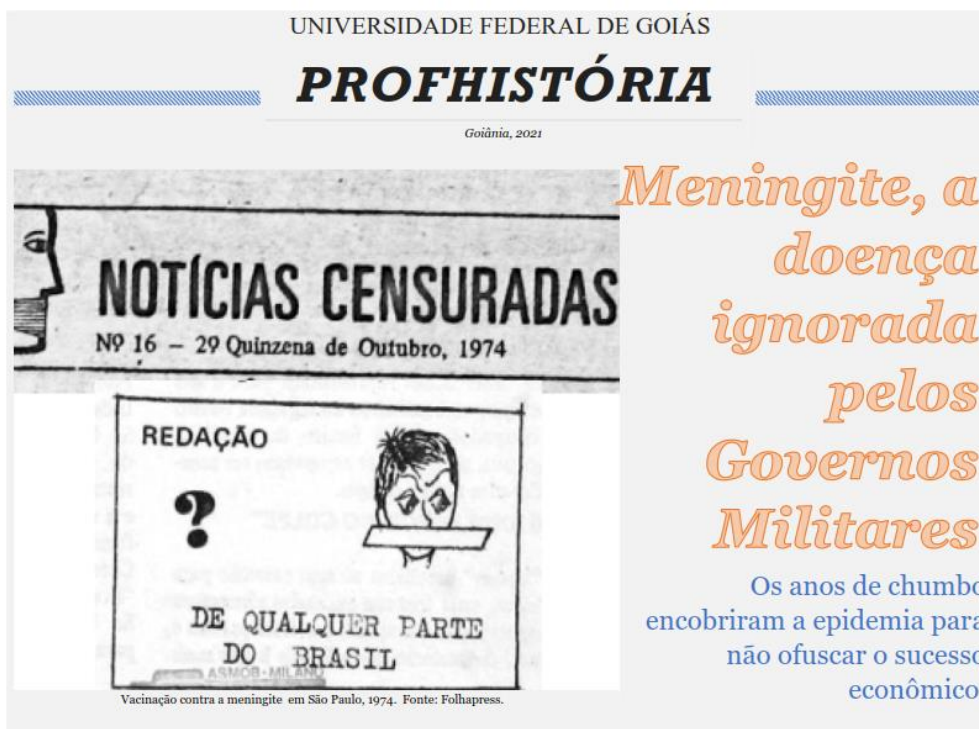 UNIVERSIDADE FEDERAL DE GOIÁS
PROFHISTÓRIA
Goiânia, 2021
NOTÍCIAS CENSURADAS
Nº 16 – 2ª Quinzena de Outubro, 1974
REDAÇÃO
?
DE QUALQUER PARTE
DO BRASIL
ASMOB-MILANO
Vacinação contra a meningite em São Paulo, 1974. Fonte: Folhapress.
Meningite, a
doença
ignorada
pelos
Governos
Militares
Os anos de chumbo
encobriram a epidemia para
não ofuscar o sucesso
econômico